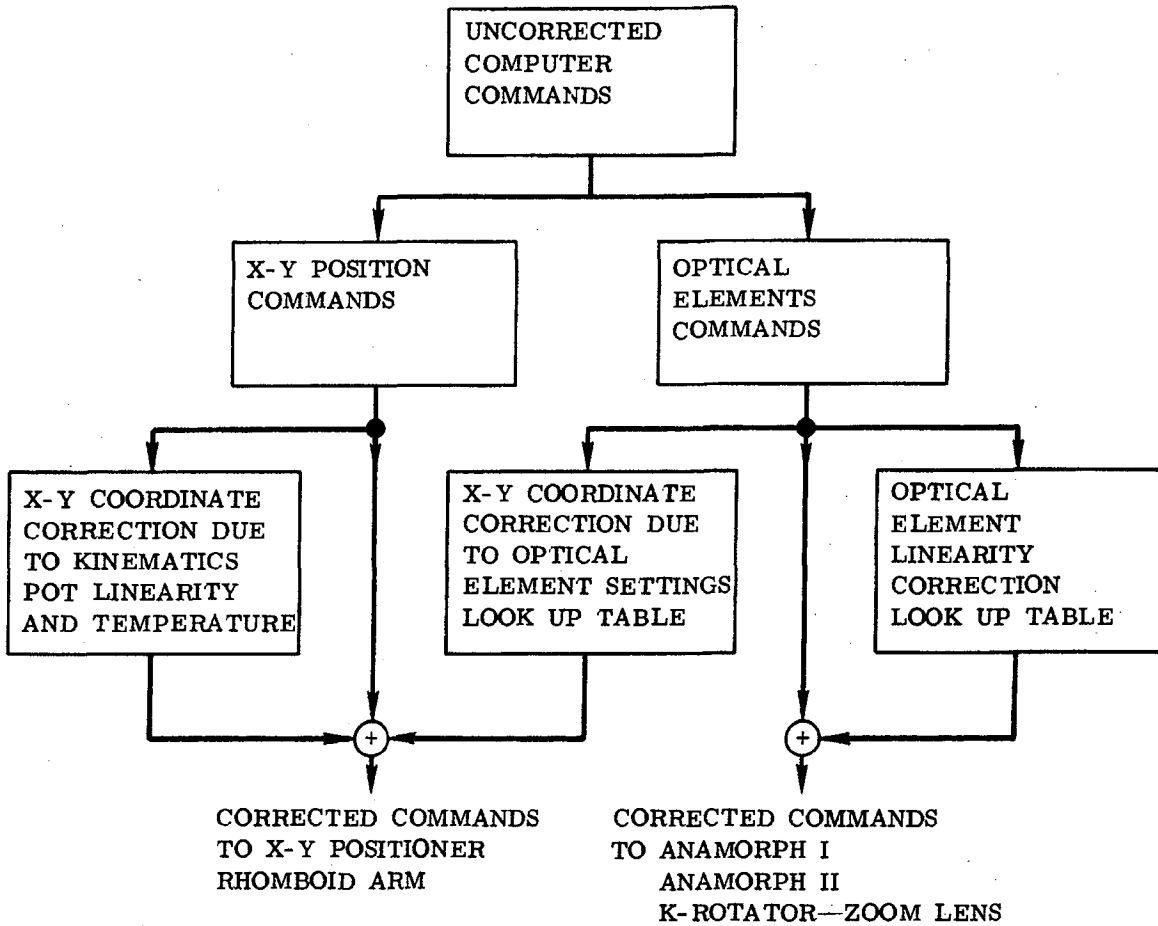 UNCORRECTED
COMPUTER
COMMANDS
X-Y POSITION
COMMANDS
OPTICAL
ELEMENTS
COMMANDS
X-Y COORDINATE
CORRECTION DUE
TO KINEMATICS
POT LINEARITY
AND TEMPERATURE
X-Y COORDINATE
CORRECTION DUE
TO OPTICAL
ELEMENT SETTINGS
LOOK UP TABLE
OPTICAL
ELEMENT
LINEARITY
CORRECTION
LOOK UP TABLE
+
+
CORRECTED COMMANDS
TO X-Y POSITIONER
RHOMBOID ARM
CORRECTED COMMANDS
TO ANAMORPH I
ANAMORPH II
K-ROTATOR—ZOOM LENS